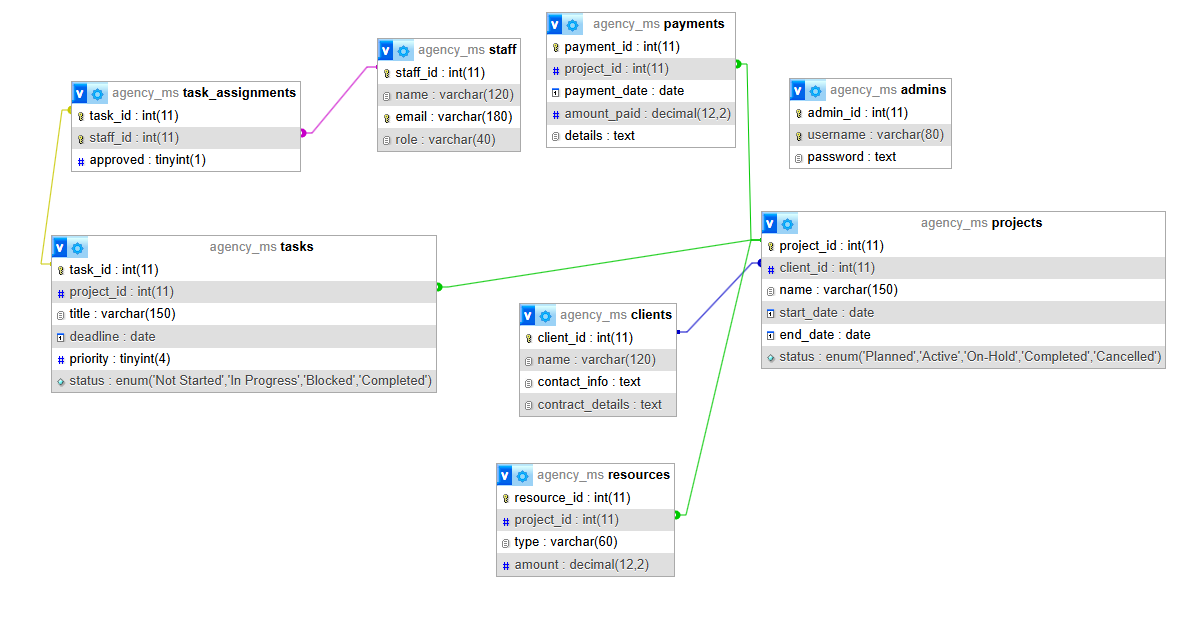 agency_ms task_assignments
task_id : int(11)
staff_id : int(11)
approved : tinyint(1)
agency_ms staff
staff_id : int(11)
name : varchar(120)
email : varchar(180)
role : varchar(40)
agency_ms payments
payment_id : int(11)
project_id : int(11)
payment_date : date
amount_paid : decimal(12,2)
details : text
agency_ms admins
admin_id : int(11)
username : varchar(80)
password : text
agency_ms tasks
task_id : int(11)
project_id : int(11)
title : varchar(150)
deadline : date
priority : tinyint(4)
status : enum('Not Started','In Progress','Blocked','Completed')
agency_ms projects
project_id : int(11)
client_id : int(11)
name : varchar(150)
start_date : date
end_date : date
status : enum('Planned','Active','On-Hold','Completed','Cancelled')
agency_ms clients
client_id : int(11)
name : varchar(120)
contact_info : text
contract_details : text
agency_ms resources
resource_id : int(11)
project_id : int(11)
type : varchar(60)
amount : decimal(12,2)